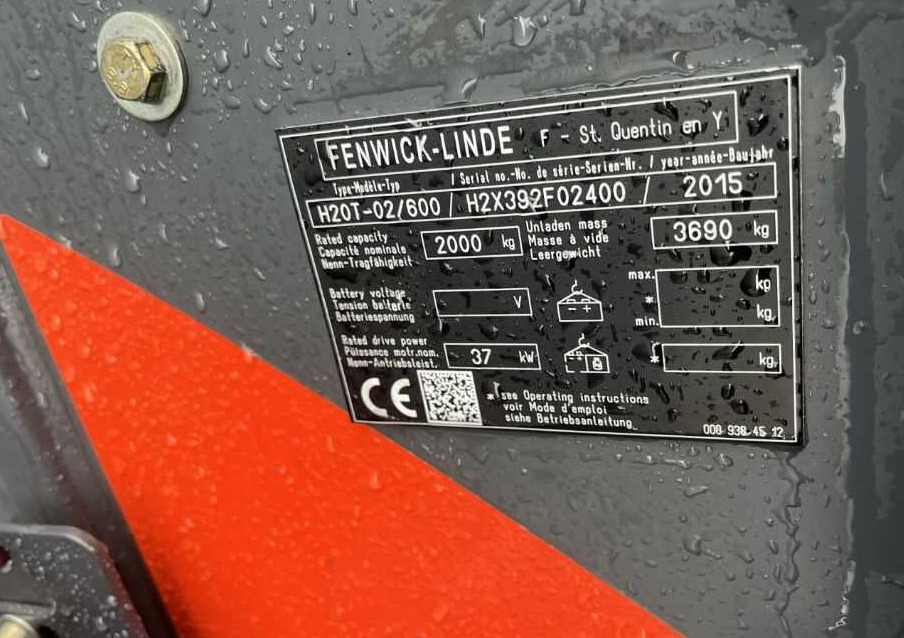 FENWICK-LINDE F - St. Quentin en Y
Type-Modèle-Typ / Serial no.-No. de série-Serien-Nr. / year-année-Baujahr
H20T-02/600 / H2X392F02400 / 2015
Rated capacity
Capacité nominale
Nenn-Tragfähigkeit
2000 kg
Unladen mass
Masse à vide
Leergewicht
3690 kg
Battery voltage
Tension batterie
Batteriespannung
V
- +
max. kg
*
min. kg
Rated drive power
Puissance motr.nom.
Nenn-Antriebsleist.
37 kW
* kg
CE
* see Operating instructions
voir Mode d'emploi
siehe Betriebsanleitung
009 938 45 12